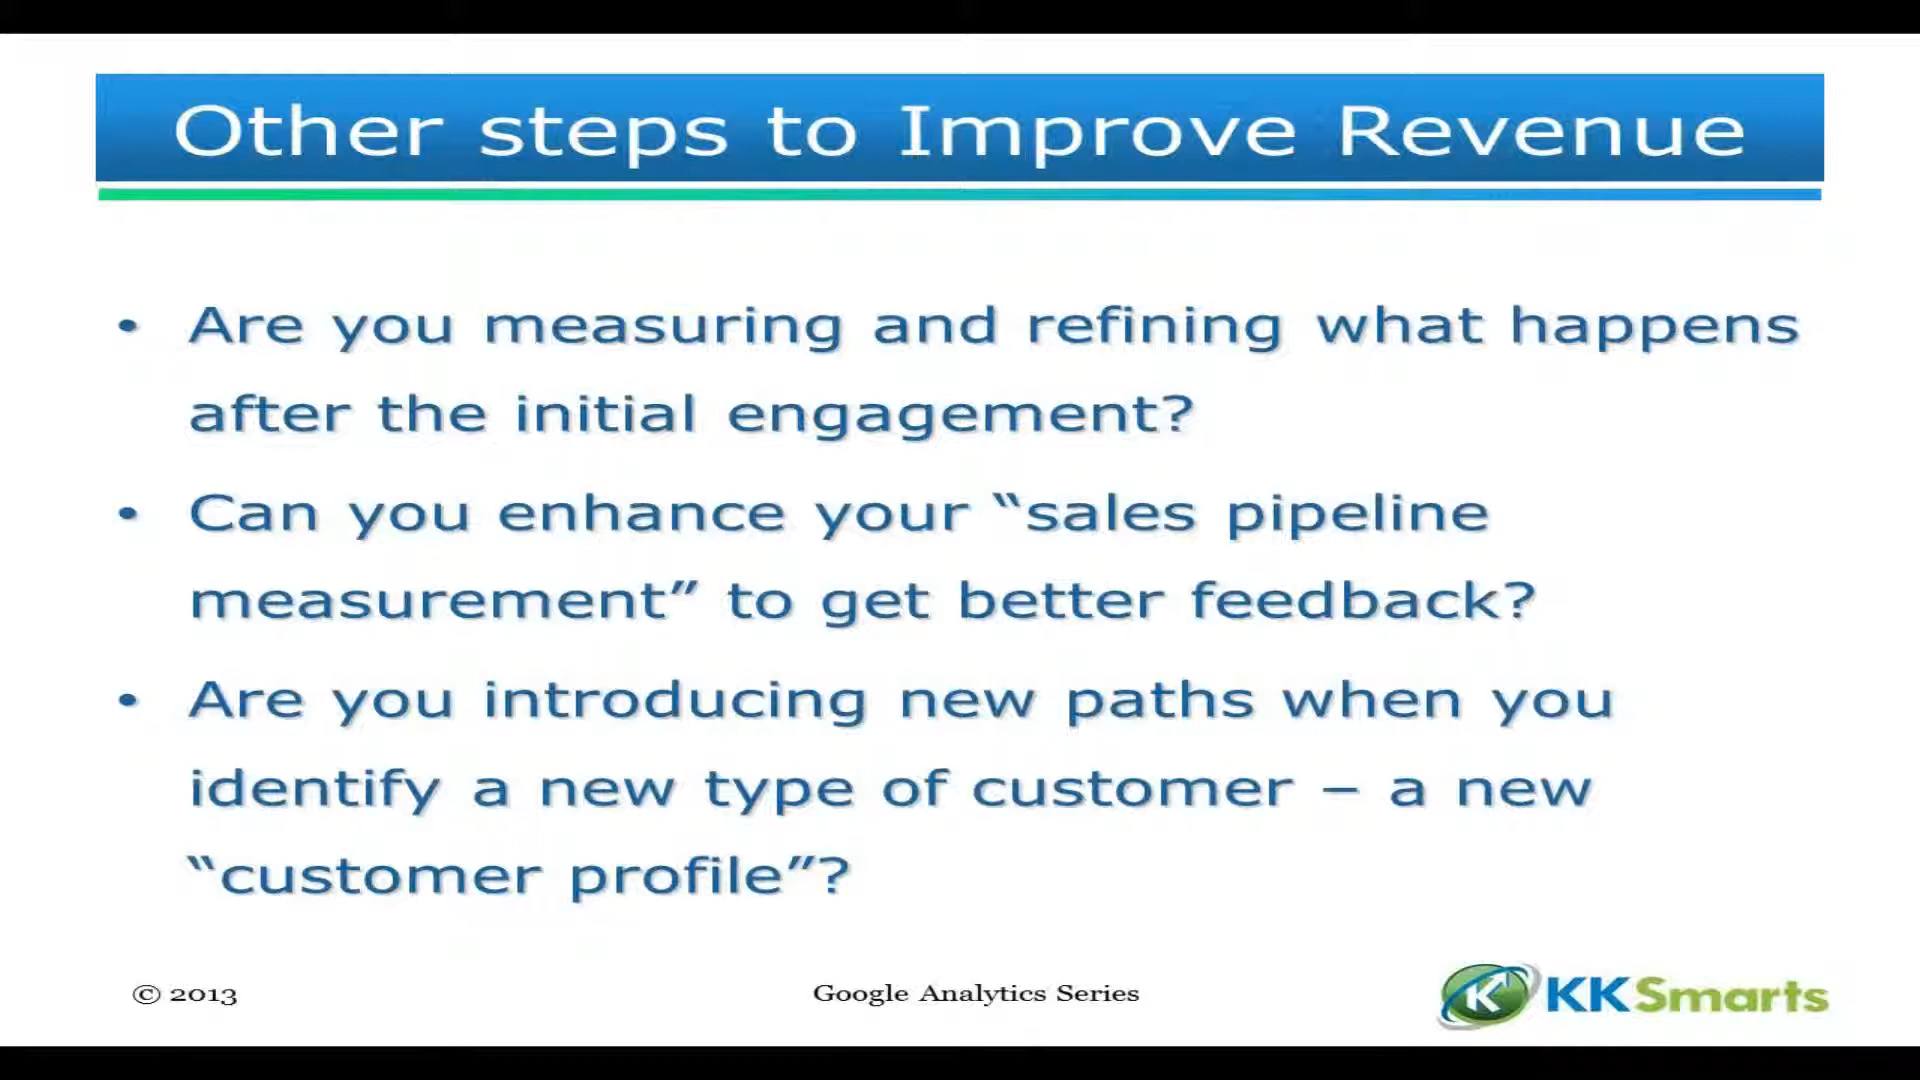 Other steps to Improve Revenue
• Are you measuring and refining what happens
after the initial engagement?
• Can you enhance your “sales pipeline
measurement” to get better feedback?
• Are you introducing new paths when you
identify a new type of customer – a new
“customer profile”?
© 2013
Google Analytics Series
K KKSmarts